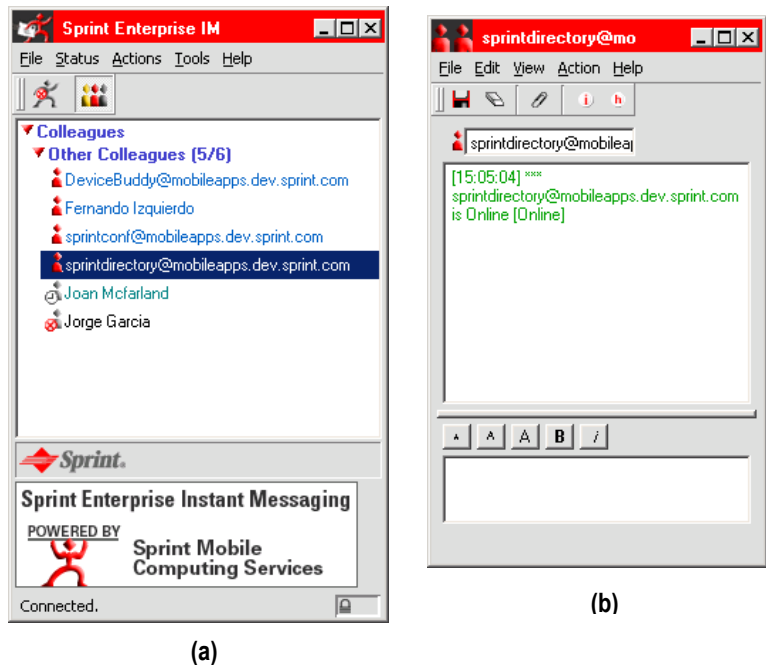 Sprint Enterprise IM
File Status Actions Tools Help
Colleagues
Other Colleagues (5/6)
DeviceBuddy@mobileapps.dev.sprint.com
Fernando Izquierdo
sprintconf@mobileapps.dev.sprint.com
sprintdirectory@mobileapps.dev.sprint.com
Joan Mcfarland
Jorge Garcia
Sprint.
Sprint Enterprise Instant Messaging
POWERED BY
Sprint Mobile
Computing Services
Connected.
(a)
sprintdirectory@mo
File Edit View Action Help
i h
sprintdirectory@mobileap
[15:05:04] ***
sprintdirectory@mobileapps.dev.sprint.com
is Online [Online]
A A A B i
(b)